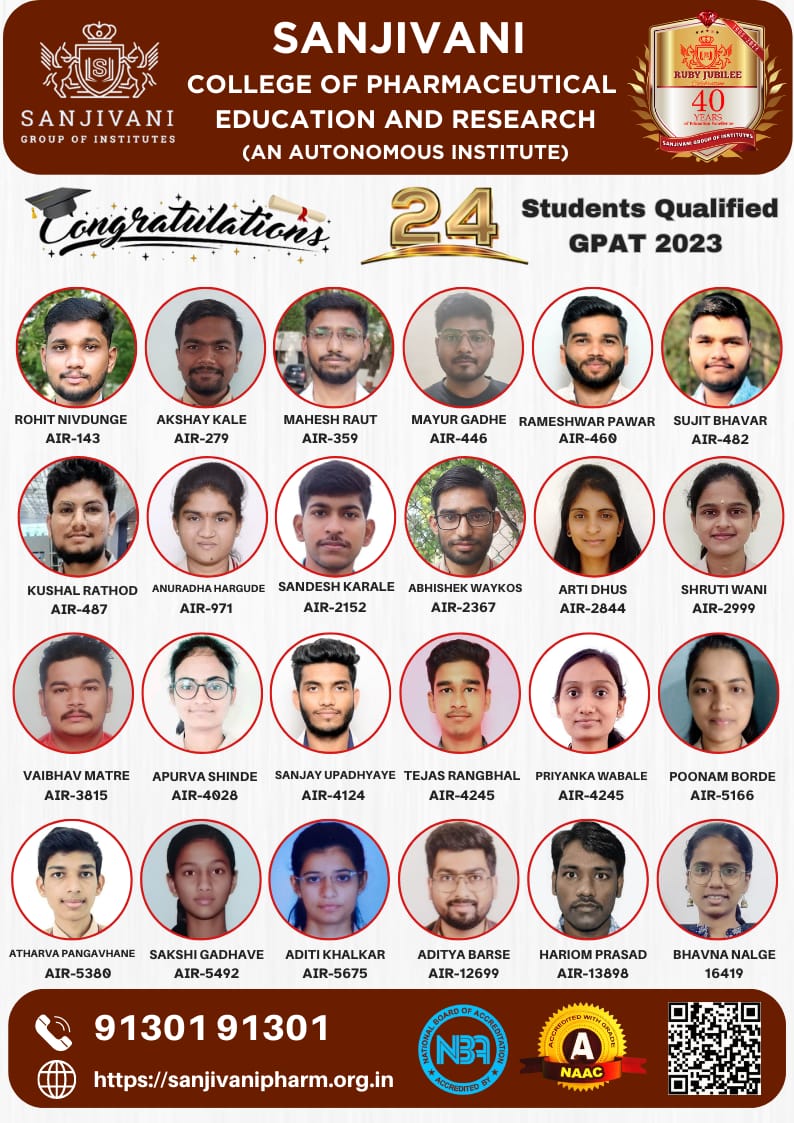 SANJIVANI
COLLEGE OF PHARMACEUTICAL
EDUCATION AND RESEARCH
(AN AUTONOMOUS INSTITUTE)
SANJIVANI
GROUP OF INSTITUTES
RUBY JUBILEE
40
YEARS
of Education Excellence
SANJIVANI GROUP OF INSTITUTES
Congratulations
24
Students Qualified
GPAT 2023
ROHIT NIVDUNGE
AIR-143
AKSHAY KALE
AIR-279
MAHESH RAUT
AIR-359
MAYUR GADHE
AIR-446
RAMESHWAR PAWAR
AIR-460
SUJIT BHAVAR
AIR-482
KUSHAL RATHOD
AIR-487
ANURADHA HARGUDE
AIR-971
SANDESH KARALE
AIR-2152
ABHISHEK WAYKOS
AIR-2367
ARTI DHUS
AIR-2844
SHRUTI WANI
AIR-2999
VAIBHAV MATRE
AIR-3815
APURVA SHINDE
AIR-4028
SANJAY UPADHYAYE
AIR-4124
TEJAS RANGBHAL
AIR-4245
PRIYANKA WABALE
AIR-4245
POONAM BORDE
AIR-5166
ATHARVA PANGAVHANE
AIR-5380
SAKSHI GADHAVE
AIR-5492
ADITI KHALKAR
AIR-5675
ADITYA BARSE
AIR-12699
HARIOM PRASAD
AIR-13898
BHAVNA NALGE
16419
91301 91301
https://sanjivanipharm.org.in
NATIONAL BOARD OF ACCREDITATION
NBA
ACCREDITED BY
ACCREDITED WITH GRADE
A
NAAC